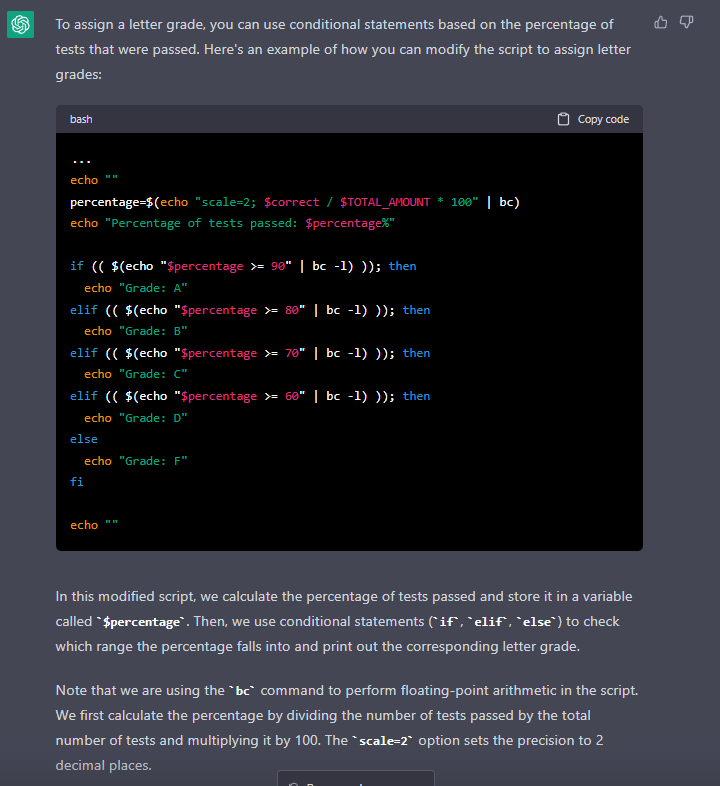 To assign a letter grade, you can use conditional statements based on the percentage of
tests that were passed. Here's an example of how you can modify the script to assign letter
grades:
bash
Copy code
...
echo ""
percentage=$(echo "scale=2; $correct / $TOTAL_AMOUNT * 100" | bc)
echo "Percentage of tests passed: $percentage%"
if (( $(echo "$percentage >= 90" | bc -l) )); then
echo "Grade: A"
elif (( $(echo "$percentage >= 80" | bc -l) )); then
echo "Grade: B"
elif (( $(echo "$percentage >= 70" | bc -l) )); then
echo "Grade: C"
elif (( $(echo "$percentage >= 60" | bc -l) )); then
echo "Grade: D"
else
echo "Grade: F"
fi
echo ""
In this modified script, we calculate the percentage of tests passed and store it in a variable
called `$percentage`. Then, we use conditional statements (`if`, `elif`, `else`) to check
which range the percentage falls into and print out the corresponding letter grade.
Note that we are using the `bc` command to perform floating-point arithmetic in the script.
We first calculate the percentage by dividing the number of tests passed by the total
number of tests and multiplying it by 100. The `scale=2` option sets the precision to 2
decimal places.